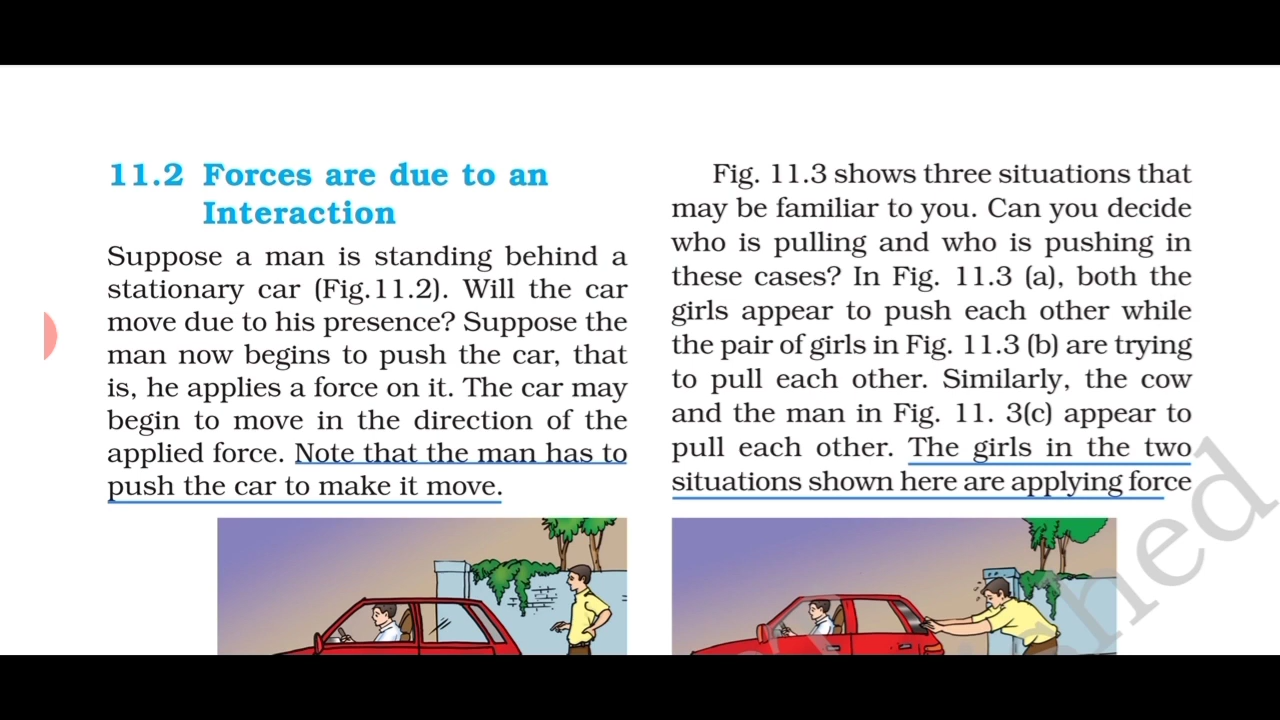 11.2 Forces are due to an
Interaction
Suppose a man is standing behind a
stationary car (Fig.11.2). Will the car
move due to his presence? Suppose the
man now begins to push the car, that
is, he applies a force on it. The car may
begin to move in the direction of the
applied force. Note that the man has to
push the car to make it move.
Fig. 11.3 shows three situations that
may be familiar to you. Can you decide
who is pulling and who is pushing in
these cases? In Fig. 11.3 (a), both the
girls appear to push each other while
the pair of girls in Fig. 11.3 (b) are trying
to pull each other. Similarly, the cow
and the man in Fig. 11. 3(c) appear to
pull each other. The girls in the two
situations shown here are applying force